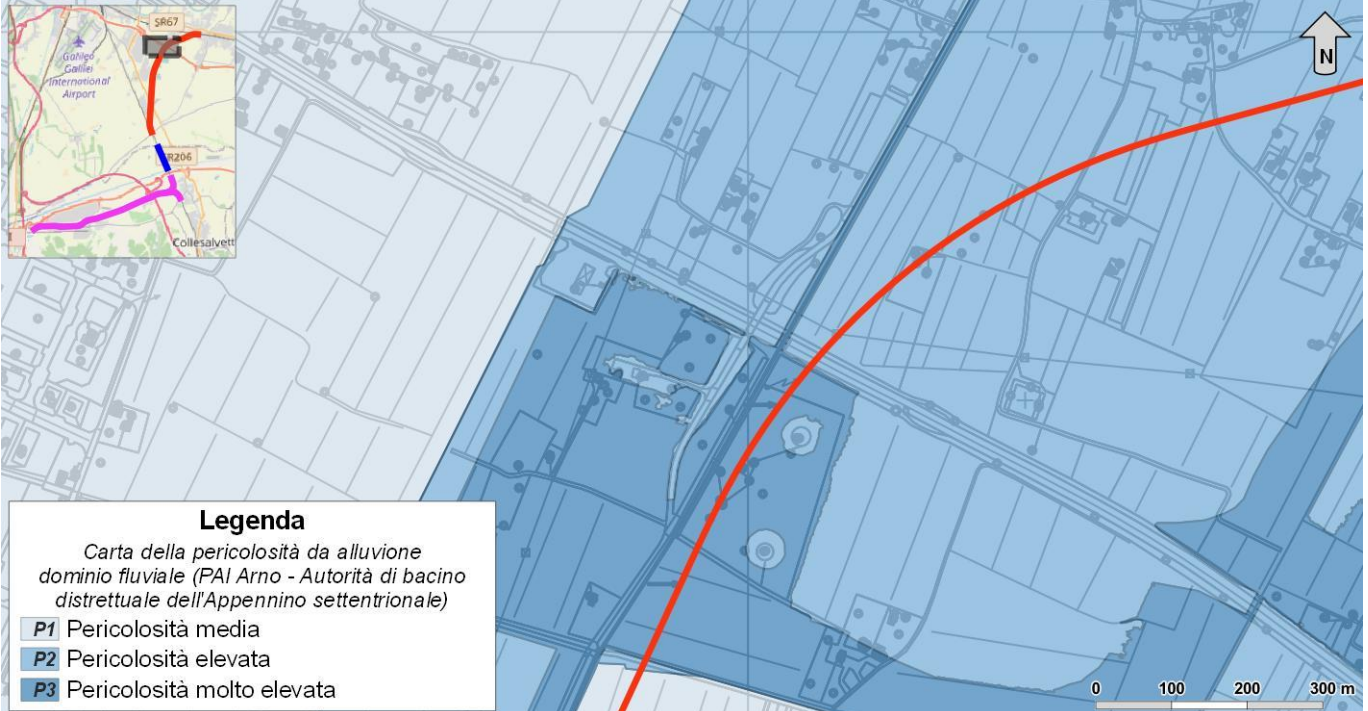 SR67
Galileo
Galilei
International
Airport
R206
Collesalvett
N
Legenda
Carta della pericolosità da alluvione
dominio fluviale (PAI Arno - Autorità di bacino
distrettuale dell'Appennino settentrionale)
P1 Pericolosità media
P2 Pericolosità elevata
P3 Pericolosità molto elevata
0 100 200 300 m